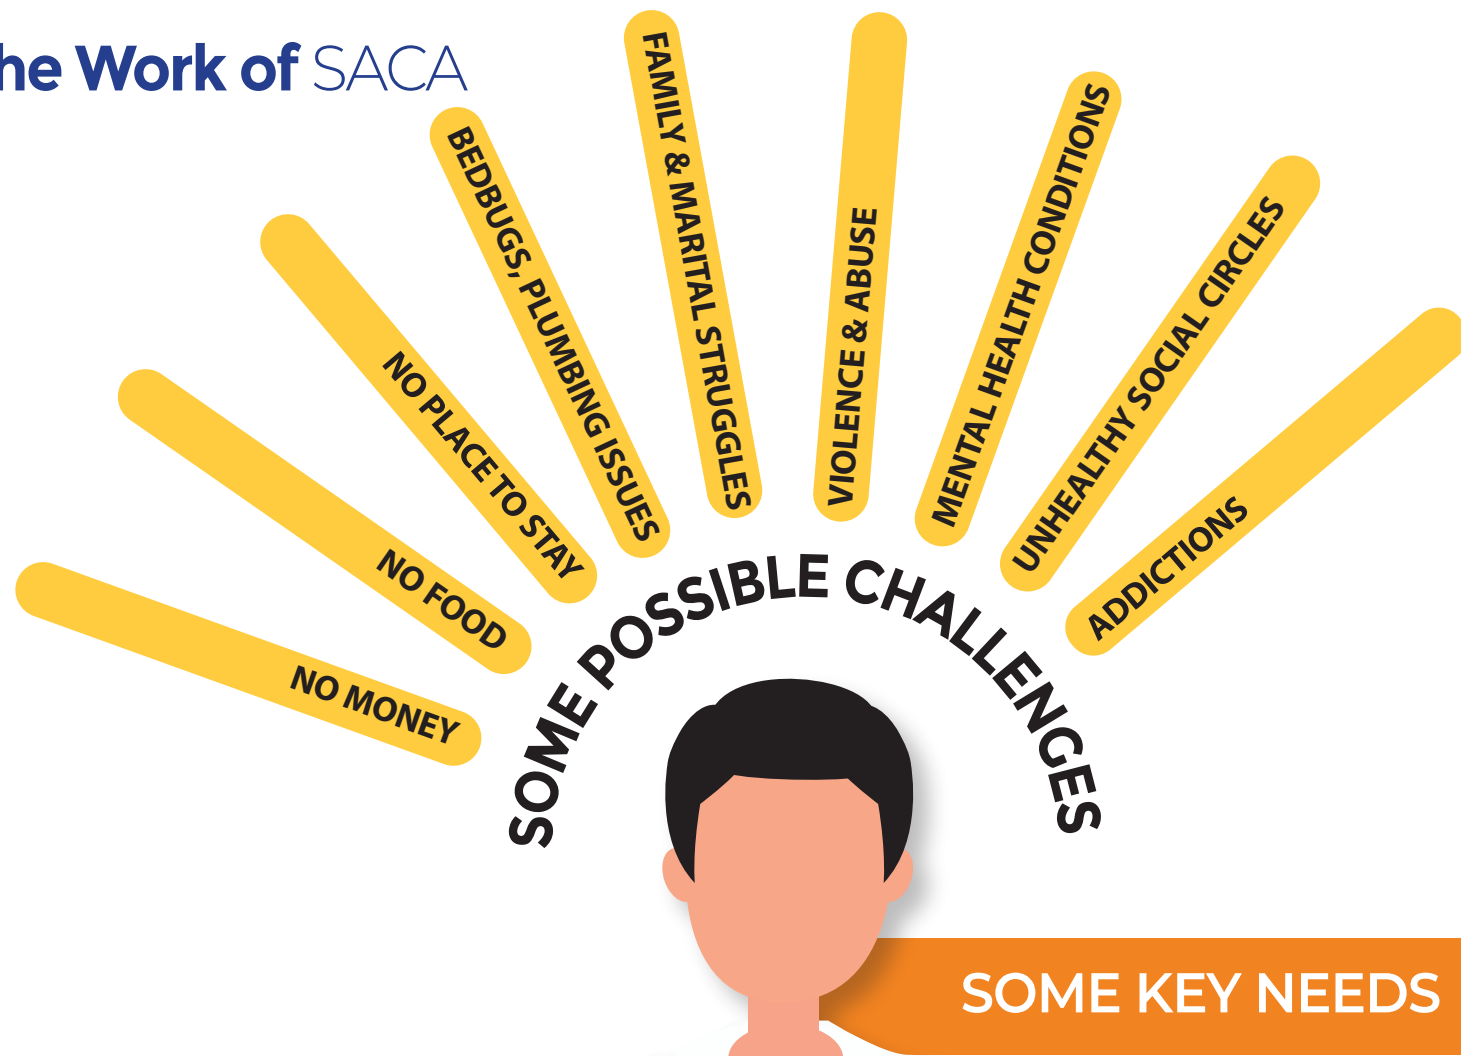 he Work of SACA
NO MONEY
NO FOOD
NO PLACE TO STAY
BEDBUGS, PLUMBING ISSUES
FAMILY & MARITAL STRUGGLES
VIOLENCE & ABUSE
MENTAL HEALTH CONDITIONS
UNHEALTHY SOCIAL CIRCLES
ADDICTIONS
SOME POSSIBLE CHALLENGES
SOME KEY NEEDS